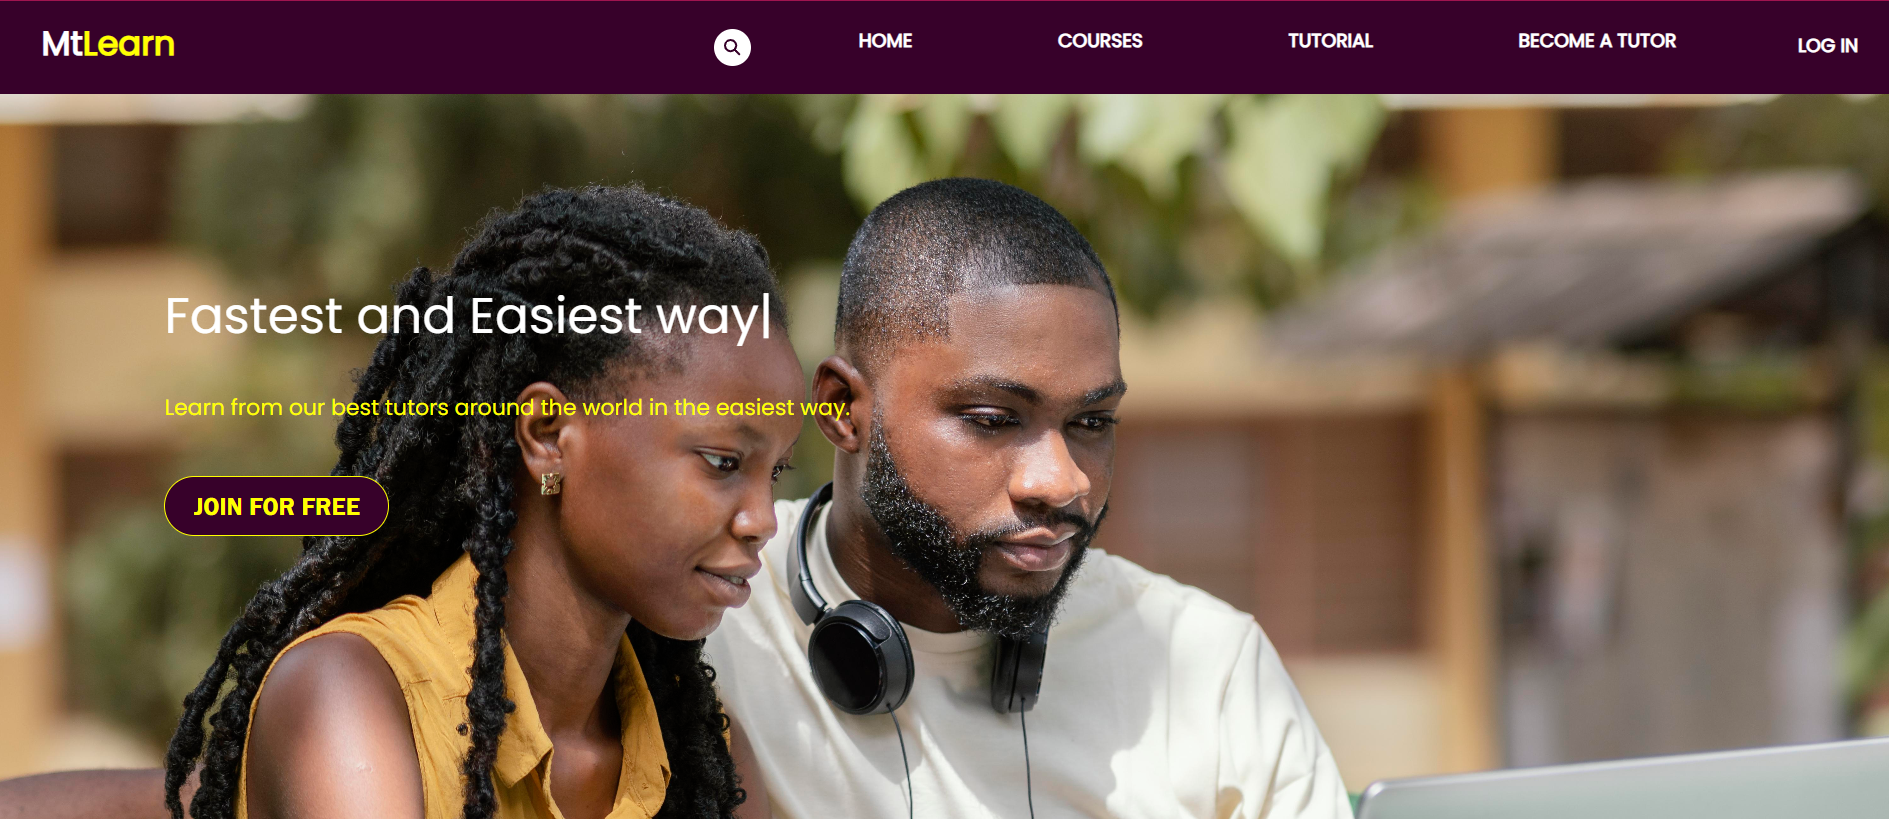 MtLearn
HOME COURSES TUTORIAL BECOME A TUTOR LOG IN
Fastest and Easiest way|
Learn from our best tutors around the world in the easiest way.
JOIN FOR FREE